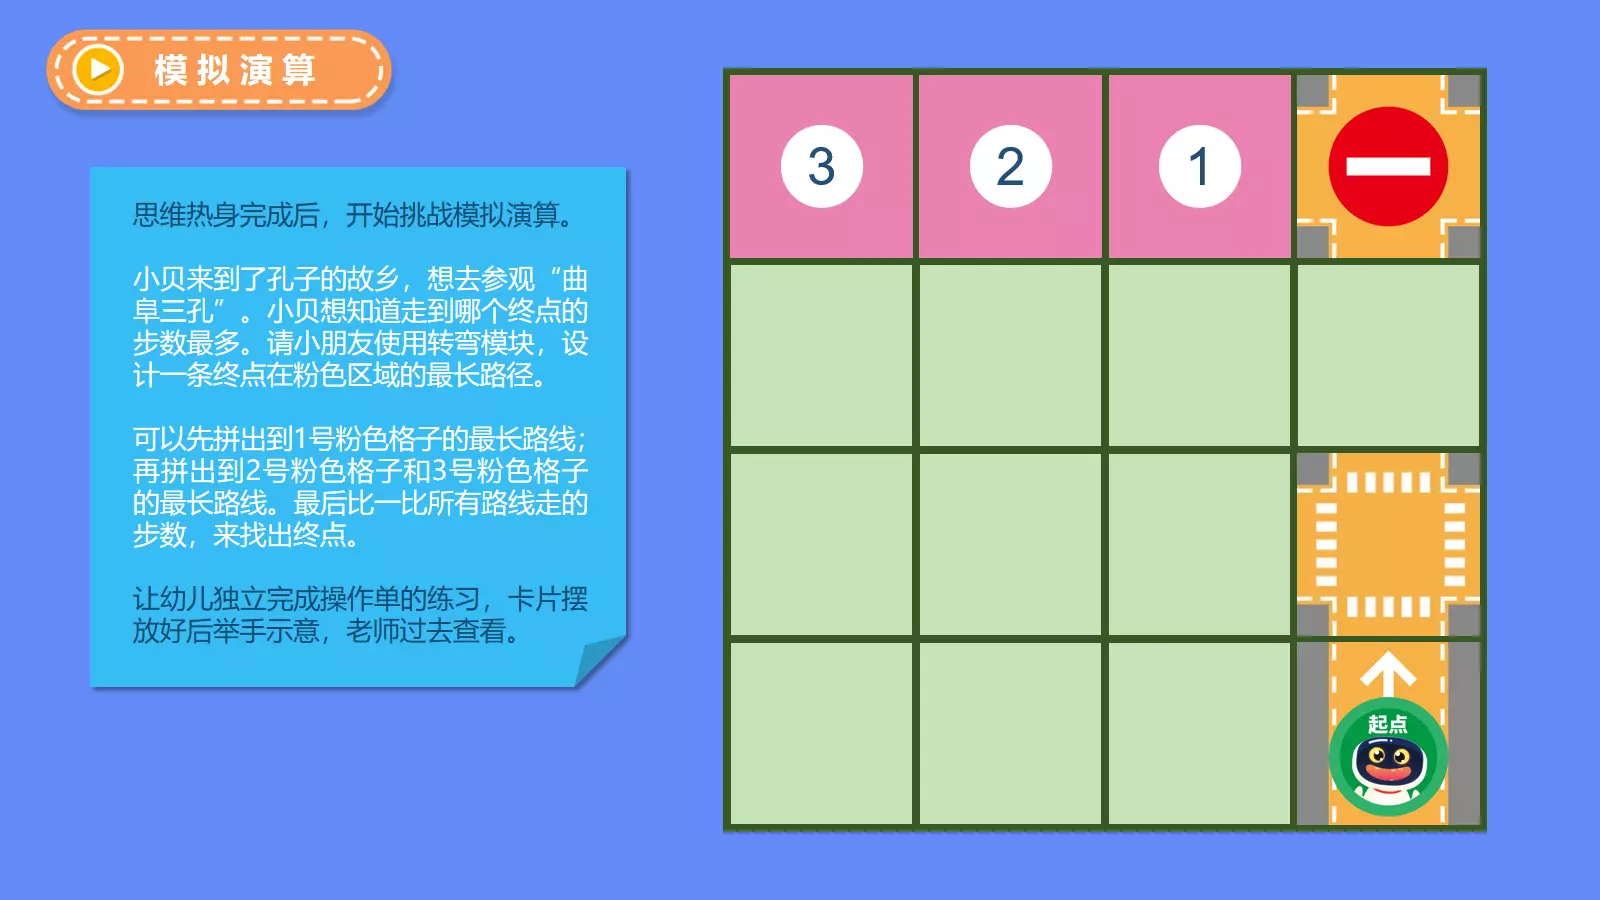 模拟演算
思维热身完成后，开始挑战模拟演算。
小贝来到了孔子的故乡，想去参观“曲
阜三孔”。小贝想知道走到哪个终点的
步数最多。请小朋友使用转弯模块，设
计一条终点在粉色区域的最长路径。
可以先拼出到1号粉色格子的最长路线；
再拼出到2号粉色格子和3号粉色格子
的最长路线。最后比一比所有路线走的
步数，来找出终点。
让幼儿独立完成操作单的练习，卡片摆
放好后举手示意，老师过去查看。
3 2 1
起点